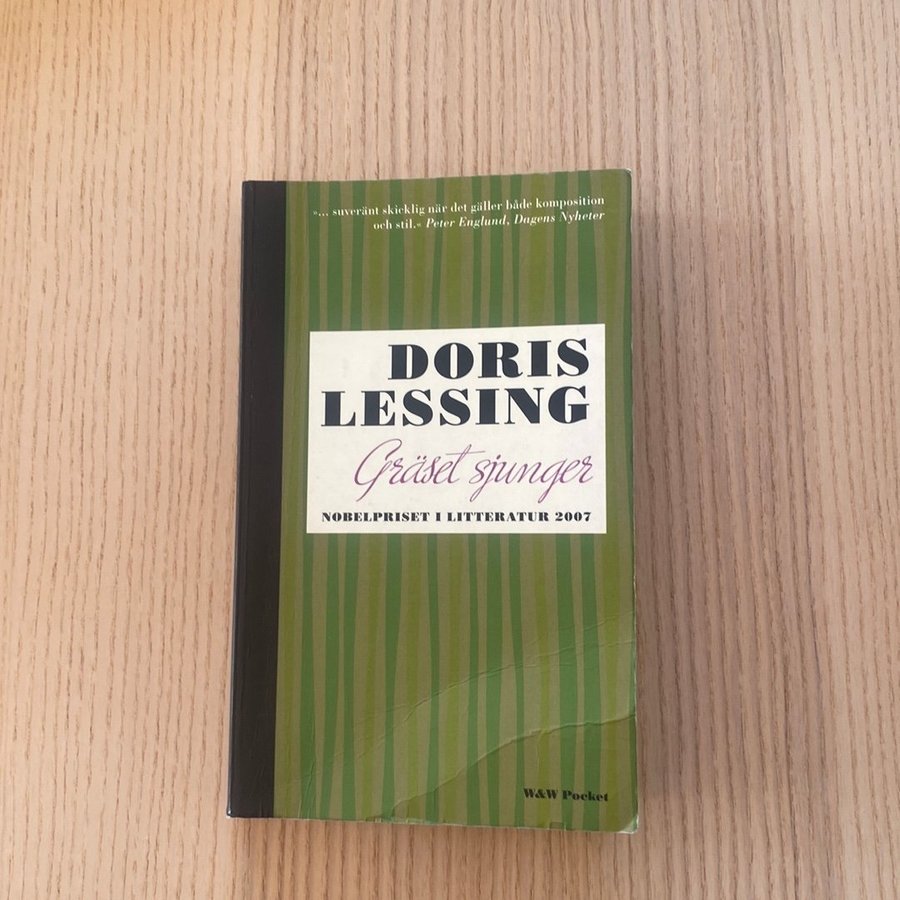 »... suveränt skicklig när det gäller både komposition
och stil.« Peter Englund, Dagens Nyheter
DORIS
LESSING
Gräset sjunger
NOBELPRISET I LITTERATUR 2007
W&W Pocket